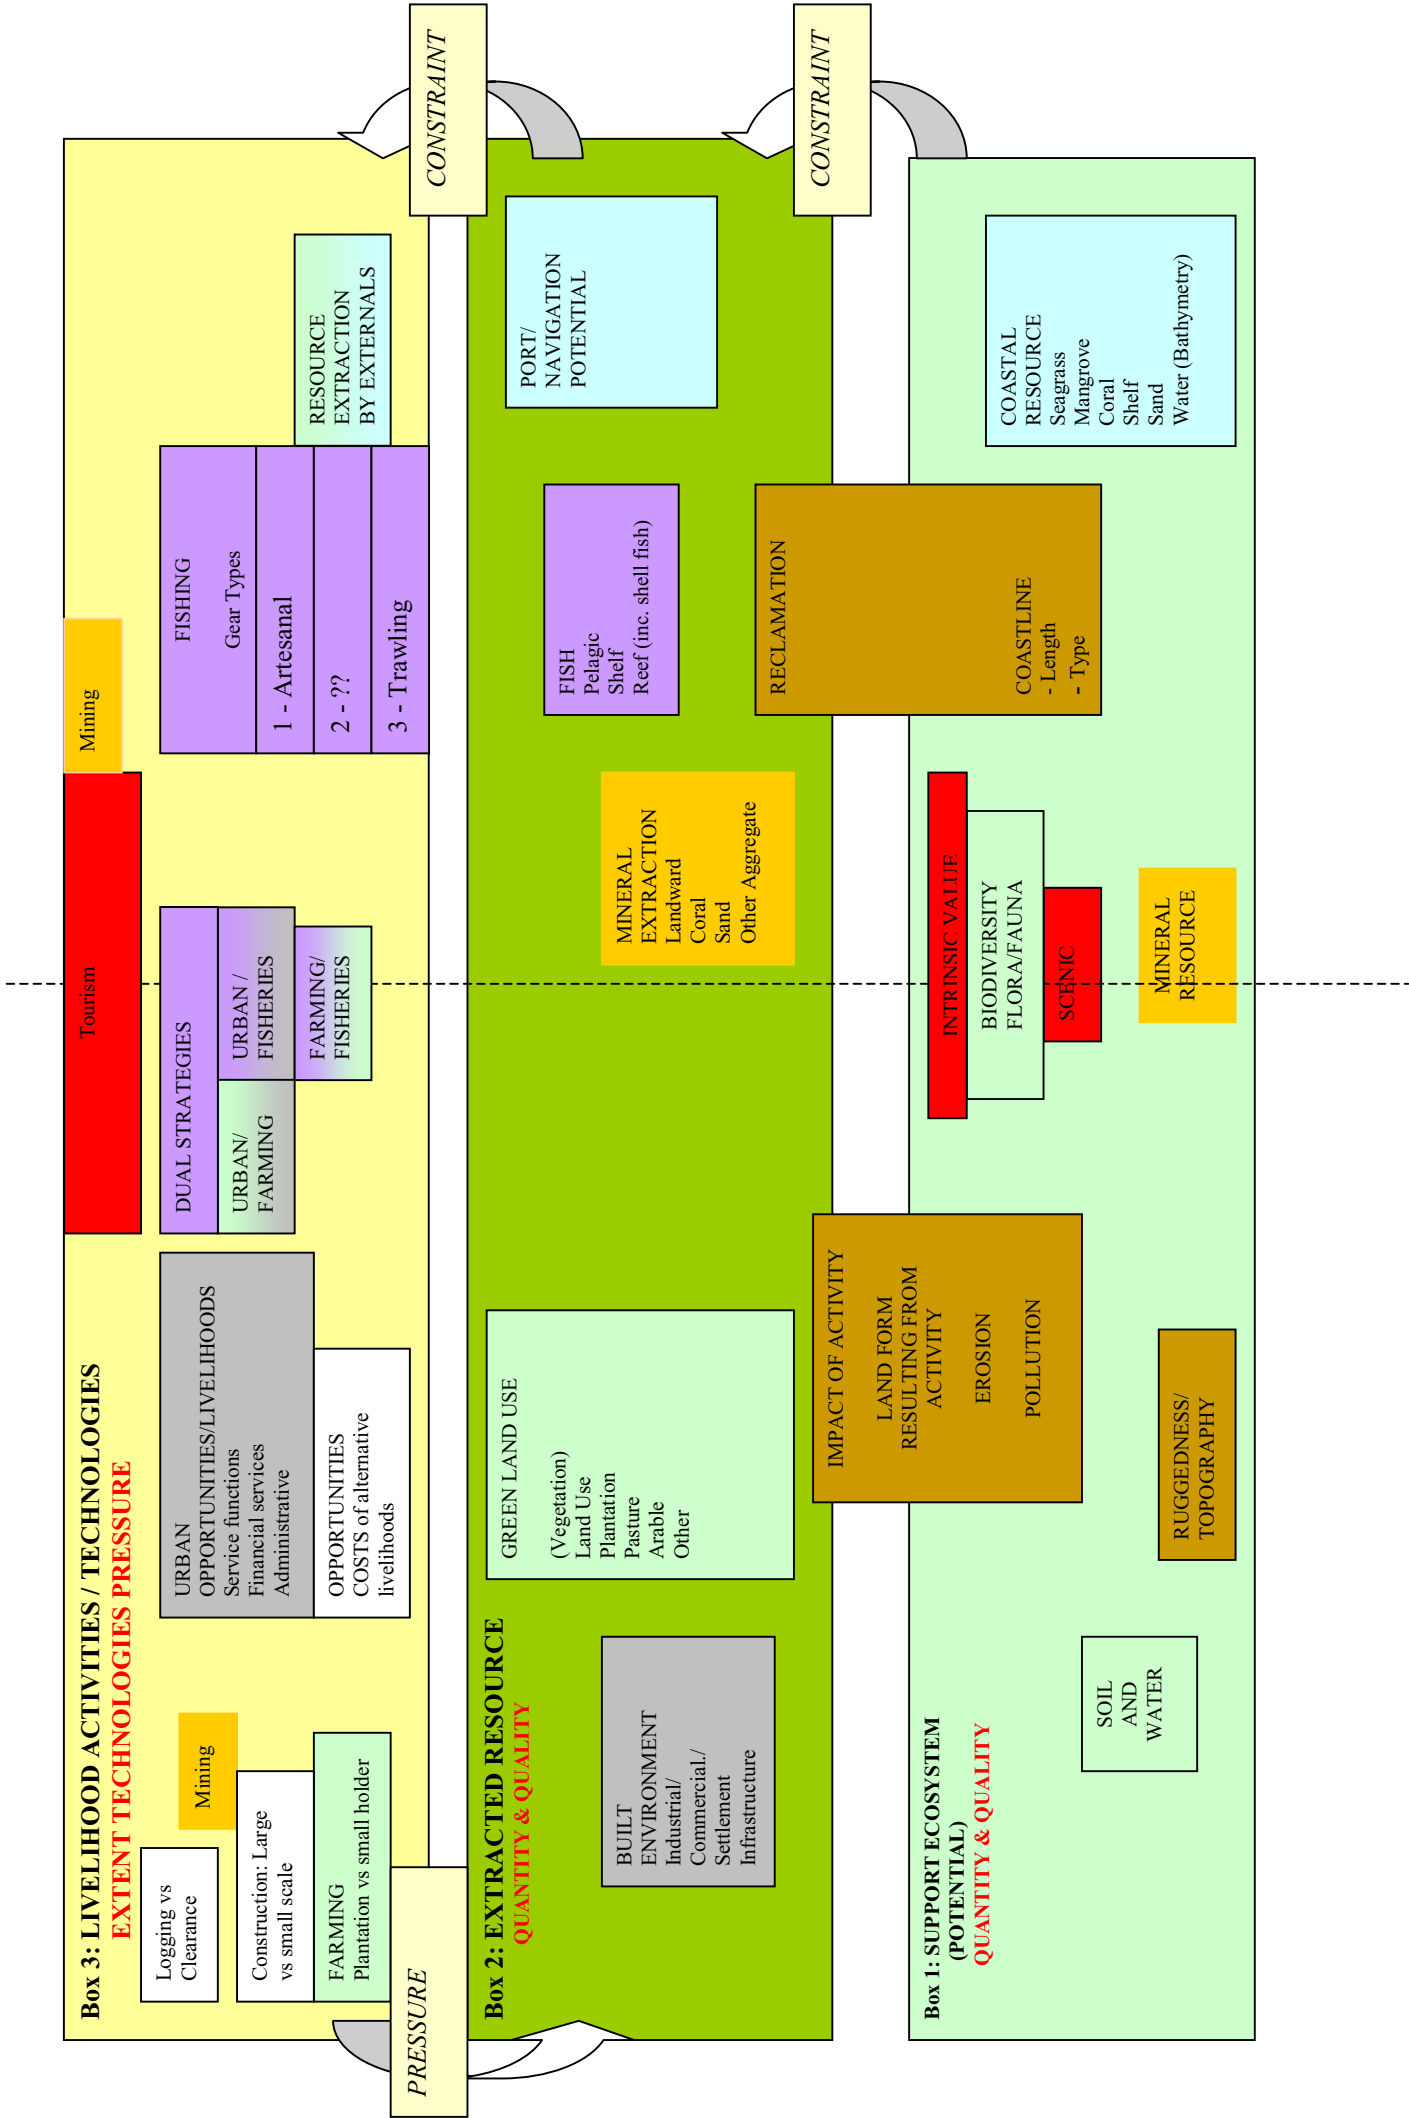 Box 3: LIVELIHOOD ACTIVITIES / TECHNOLOGIES
EXTENT TECHNOLOGIES PRESSURE
Tourism
Mining
Logging vs
Clearance
Mining
Construction: Large
vs small scale
FARMING
Plantation vs small holder
URBAN
OPPORTUNITIES/LIVELIHOODS
Service functions
Financial services
Administrative
OPPORTUNITIES
COSTS of alternative
livelihoods
DUAL STRATEGIES
URBAN/
FARMING
URBAN /
FISHERIES
FARMING/
FISHERIES
FISHING
Gear Types
1 - Artesanal
2 - ??
3 - Trawling
RESOURCE
EXTRACTION
BY EXTERNALS
PRESSURE
CONSTRAINT
Box 2: EXTRACTED RESOURCE
QUANTITY & QUALITY
BUILT
ENVIRONMENT
Industrial/
Commercial./
Settlement
Infrastructure
GREEN LAND USE
(Vegetation)
Land Use
Plantation
Pasture
Arable
Other
MINERAL
EXTRACTION
Landward
Coral
Sand
Other Aggregate
FISH
Pelagic
Shelf
Reef (inc. shell fish)
PORT/
NAVIGATION
POTENTIAL
CONSTRAINT
IMPACT OF ACTIVITY
LAND FORM
RESULTING FROM
ACTIVITY
EROSION
POLLUTION
RECLAMATION
COASTLINE
- Length
- Type
Box 1: SUPPORT ECOSYSTEM
(POTENTIAL)
QUANTITY & QUALITY
SOIL
AND
WATER
RUGGEDNESS/
TOPOGRAPHY
INTRINSIC VALUE
BIODIVERSITY
FLORA/FAUNA
SCENIC
MINERAL
RESOURCE
COASTAL
RESOURCE
Seagrass
Mangrove
Coral
Shelf
Sand
Water (Bathymetry)